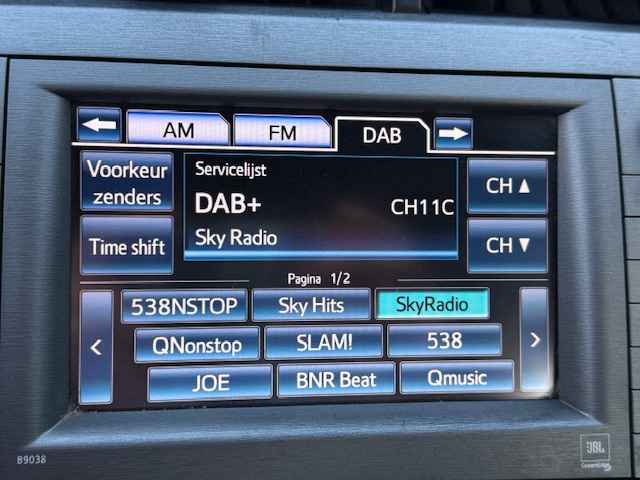 AM FM DAB
Voorkeur zenders
Servicelijst
DAB+ CH11C
Sky Radio
CH ▲
Time shift
CH ▼
Pagina 1/2
538NSTOP Sky Hits SkyRadio
QNonstop SLAM! 538
JOE BNR Beat Qmusic
B9038
JBL